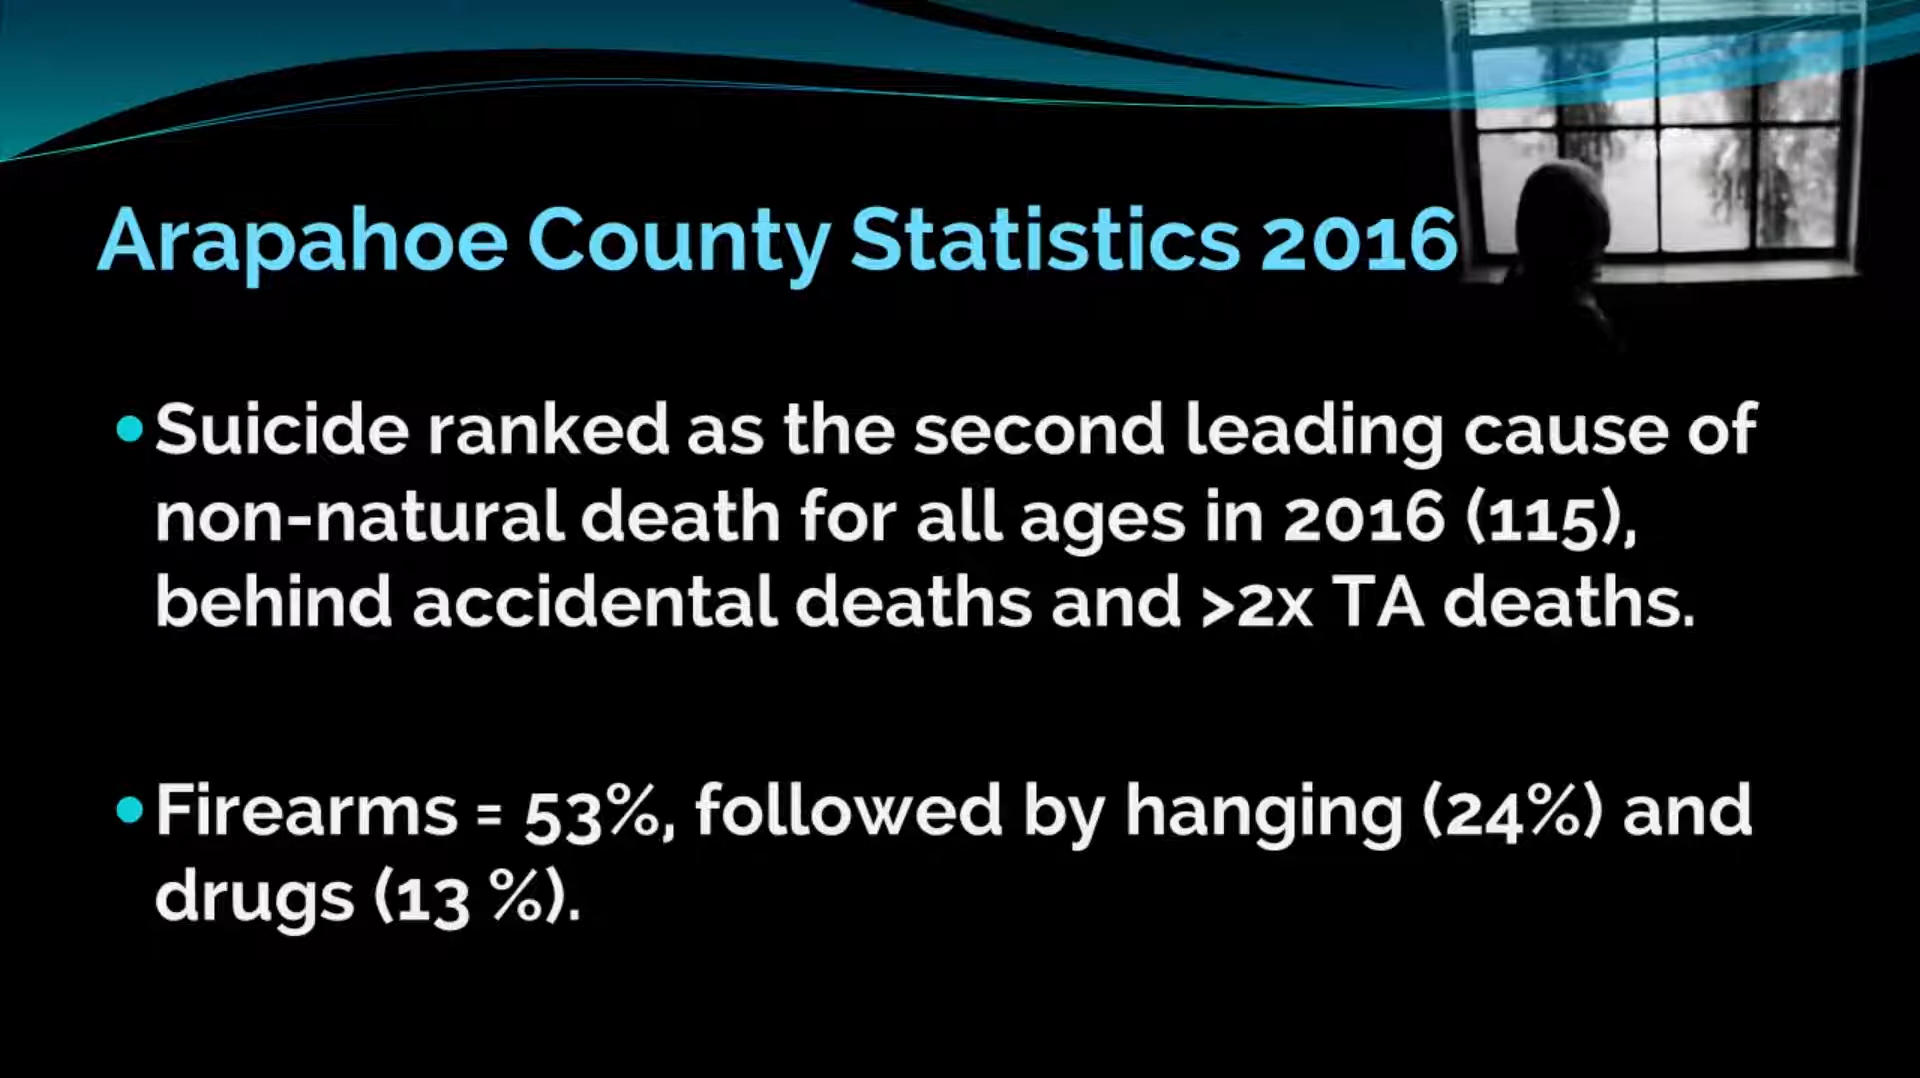 Arapahoe County Statistics 2016
• Suicide ranked as the second leading cause of
non-natural death for all ages in 2016 (115),
behind accidental deaths and >2x TA deaths.
• Firearms = 53%, followed by hanging (24%) and
drugs (13 %).